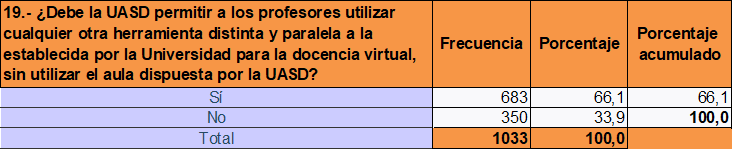 19.- ¿Debe la UASD permitir a los profesores utilizar
cualquier otra herramienta distinta y paralela a la
establecida por la Universidad para la docencia virtual,
sin utilizar el aula dispuesta por la UASD?
Frecuencia Porcentaje Porcentaje
acumulado
Sí 683 66,1 66,1
No 350 33,9 100,0
Total 1033 100,0